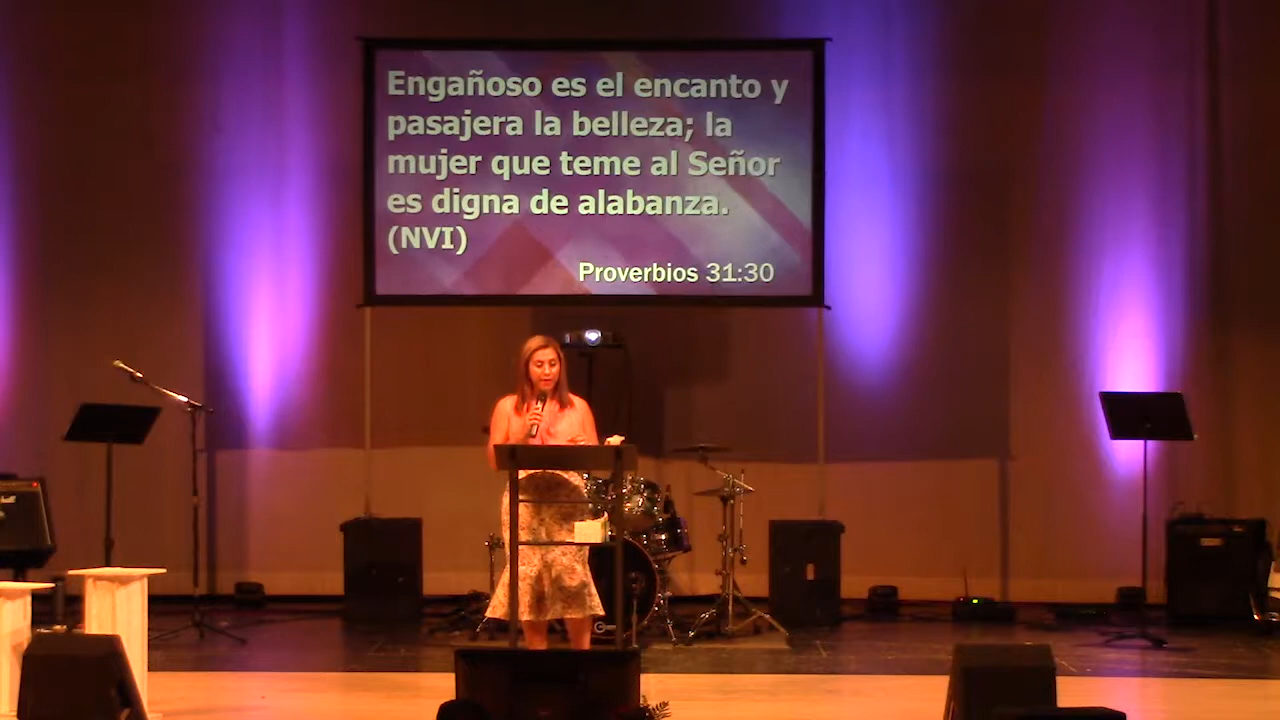 Engañoso es el encanto y
pasajera la belleza; la
mujer que teme al Señor
es digna de alabanza.
(NVI)
Proverbios 31:30